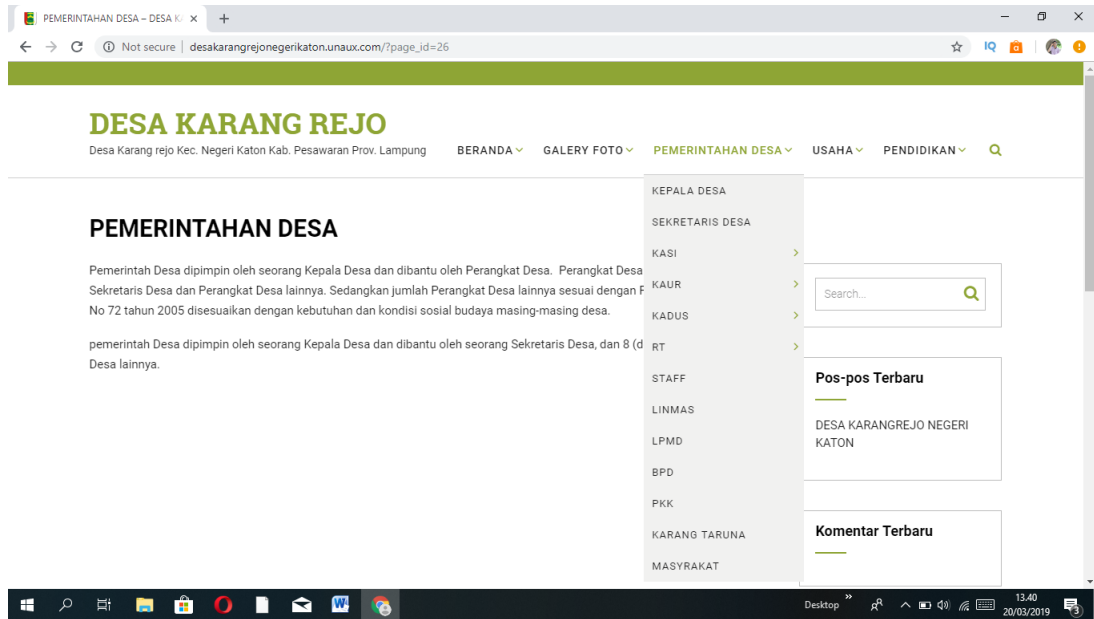 PEMERINTAHAN DESA – DESA K
Not secure | desakarangrejonegerikaton.unaux.com/?page_id=26
IQ
DESA KARANG REJO
Desa Karang rejo Kec. Negeri Katon Kab. Pesawaran Prov. Lampung
BERANDA GALERY FOTO PEMERINTAHAN DESA USAHA PENDIDIKAN
KEPALA DESA
SEKRETARIS DESA
KASI
KAUR
KADUS
RT
STAFF
LINMAS
LPMD
BPD
PKK
KARANG TARUNA
MASYRAKAT
PEMERINTAHAN DESA
Pemerintah Desa dipimpin oleh seorang Kepala Desa dan dibantu oleh Perangkat Desa. Perangkat Desa
Sekretaris Desa dan Perangkat Desa lainnya. Sedangkan jumlah Perangkat Desa lainnya sesuai dengan
No 72 tahun 2005 disesuaikan dengan kebutuhan dan kondisi sosial budaya masing-masing desa.
pemerintah Desa dipimpin oleh seorang Kepala Desa dan dibantu oleh seorang Sekretaris Desa, dan 8 (d
Desa lainnya.
Search...
Pos-pos Terbaru
DESA KARANGREJO NEGERI
KATON
Komentar Terbaru
Desktop
13.40
20/03/2019